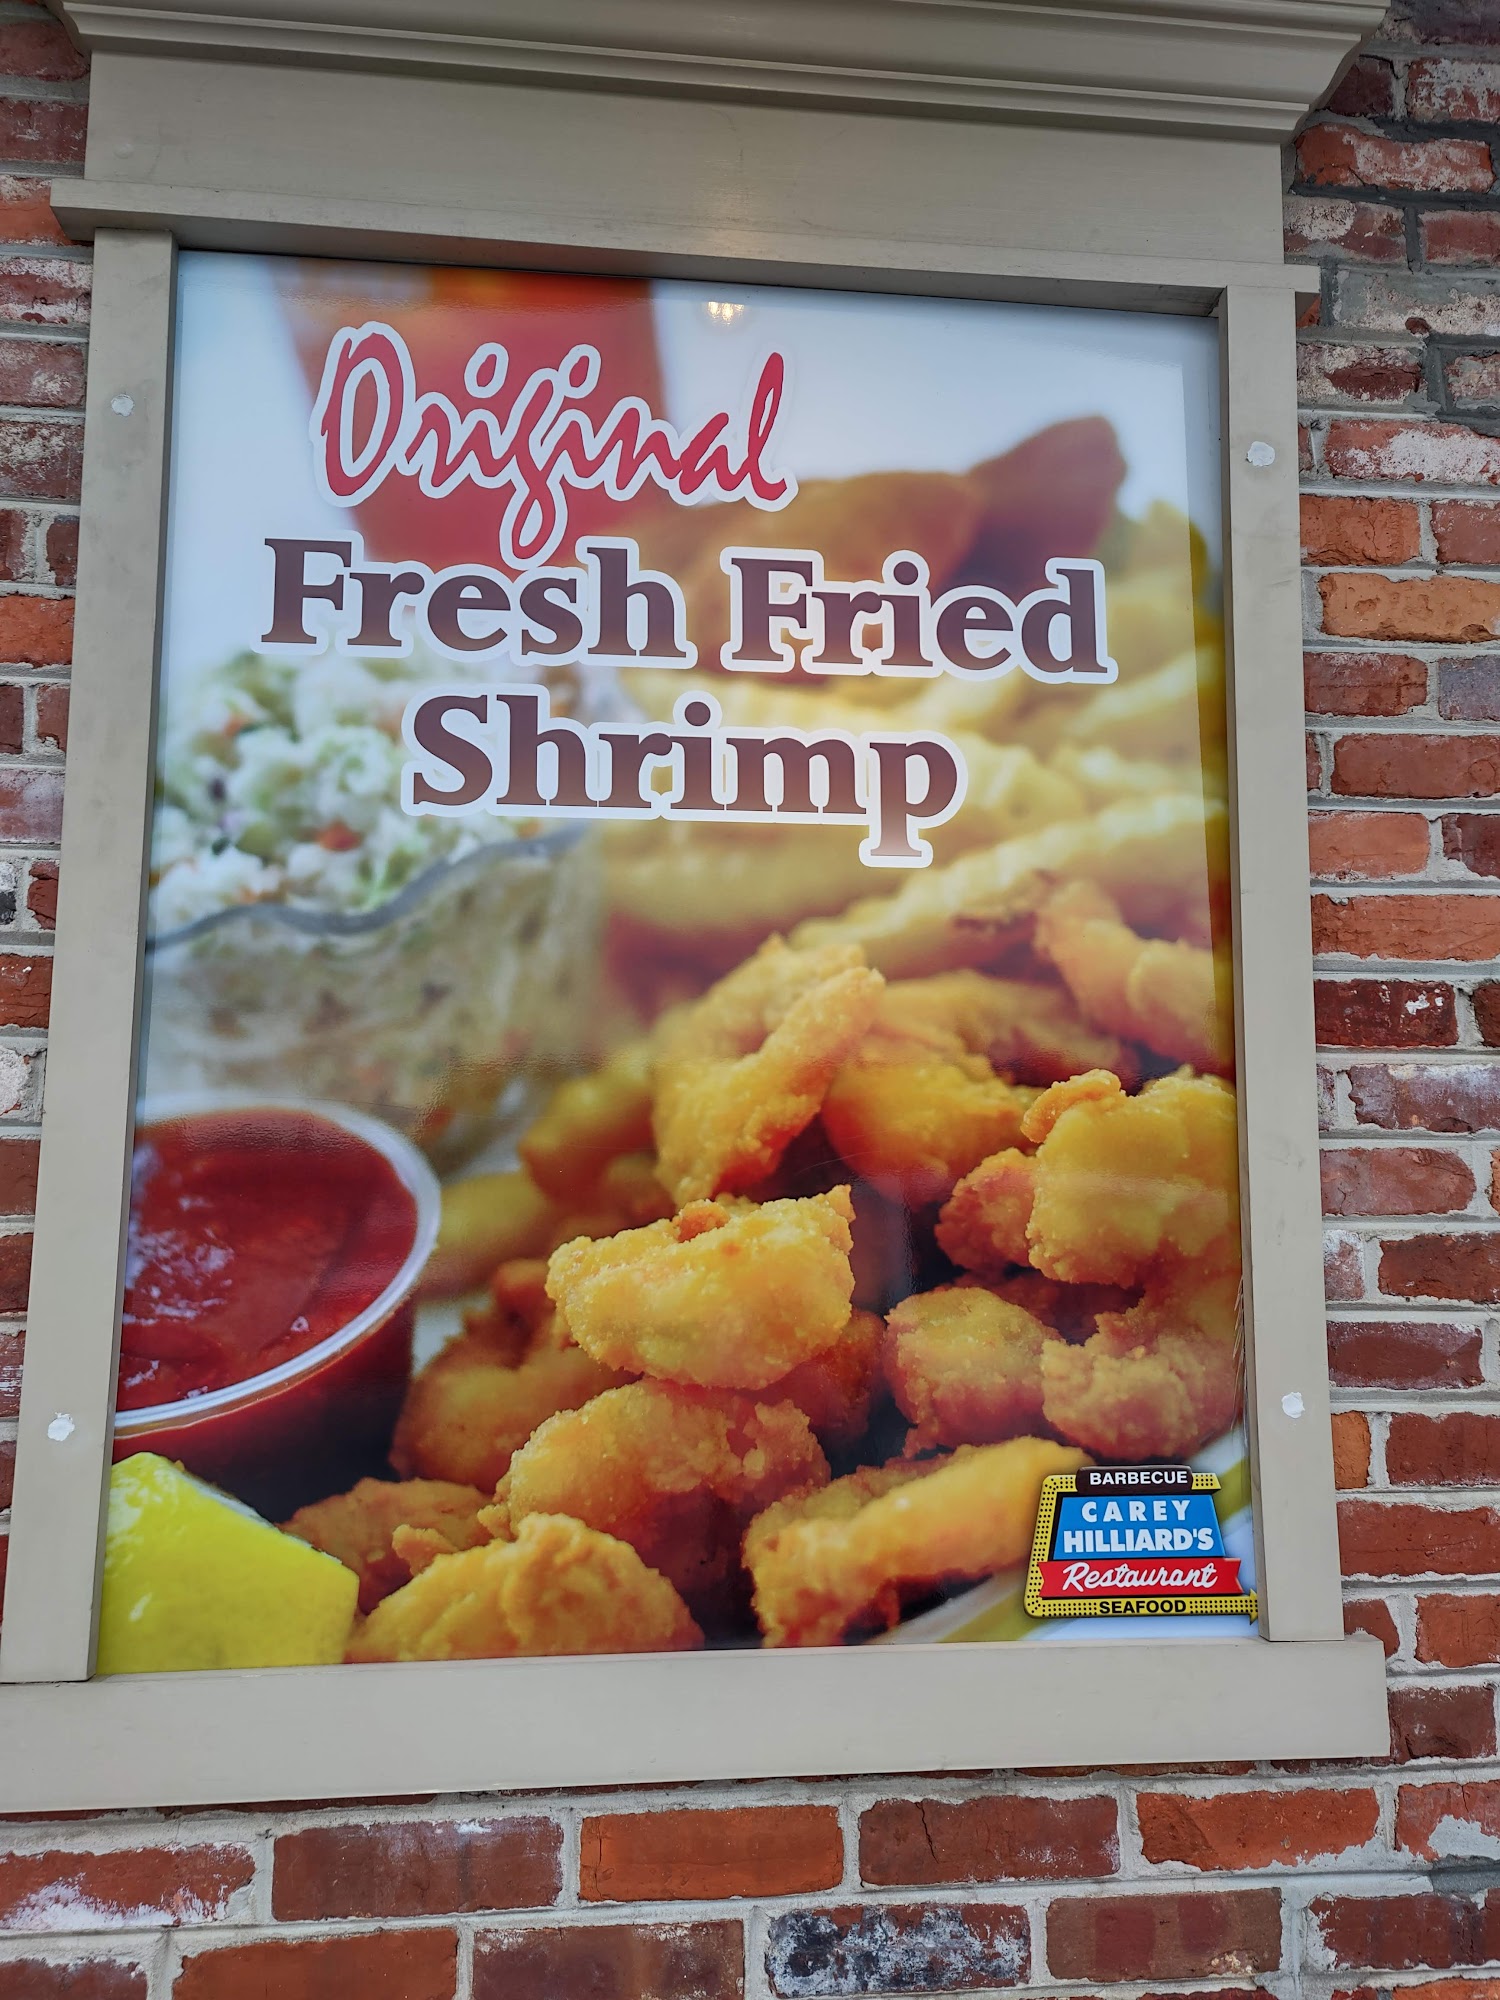 Original
Fresh Fried
Shrimp
BARBECUE
CAREY
HILLIARD'S
Restaurant
SEAFOOD